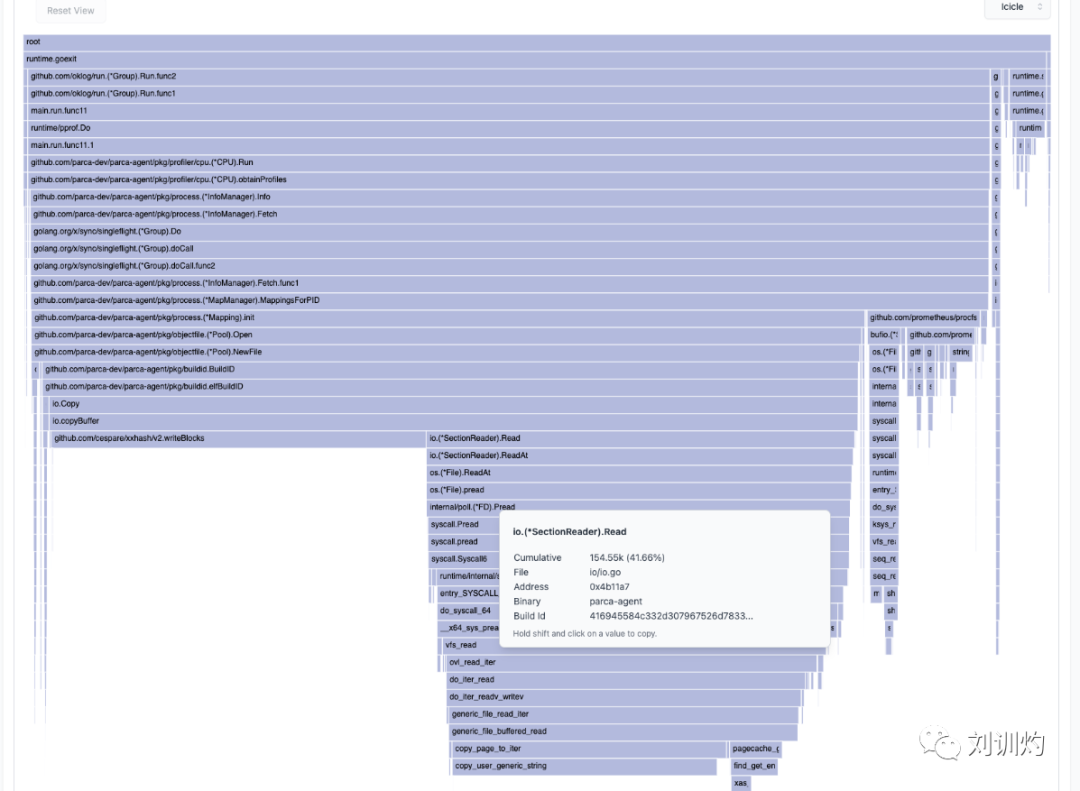 Reset View
Icicle
root
runtime.goexit
github.com/oklog/run.(*Group).Run.func2
g
runtime.s
github.com/oklog/run.(*Group).Run.func1
runtime.(
main.run.func11
runtime.(
runtime/pprof.Do
runtim
main.run.func11.1
github.com/parca-dev/parca-agent/pkg/profiler/cpu.(*CPU).Run
github.com/parca-dev/parca-agent/pkg/profiler/cpu.(*CPU).obtainProfiles
github.com/parca-dev/parca-agent/pkg/process.(*InfoManager).Info
github.com/parca-dev/parca-agent/pkg/process.(*InfoManager).Fetch
golang.org/x/sync/singleflight.(*Group).Do
golang.org/x/sync/singleflight.(*Group).doCall
golang.org/x/sync/singleflight.(*Group).doCall.func2
github.com/parca-dev/parca-agent/pkg/process.(*InfoManager).Fetch.func1
github.com/parca-dev/parca-agent/pkg/process.(*MapManager).MappingsForPID
github.com/parca-dev/parca-agent/pkg/process.(*Mapping).init
github.com/prometheus/procfs
github.com/parca-dev/parca-agent/pkg/objectfile.(*Pool).Open
bufio.(*S
github.com/prome
github.com/parca-dev/parca-agent/pkg/objectfile.(*Pool).NewFile
os.(*Fi
gith
g
string
github.com/parca-dev/parca-agent/pkg/buildid.BuildID
os.(*Fi
s
s
github.com/parca-dev/parca-agent/pkg/buildid.elfBuildID
interna
s
s
io.Copy
interna
io.copyBuffer
syscall
github.com/cespare/xxhash/v2.writeBlocks
io.(*SectionReader).Read
syscall
io.(*SectionReader).ReadAt
syscall
os.(*File).ReadAt
runtime
os.(*File).pread
entry_S
internal/poll.(*FD).Pread
do_sys
syscall.Pread
ksys_r
syscall.pread
vfs_rea
syscall.Syscall6
seq_re
runtime/internal/s
seq_re
entry_SYSCALL
m
sh
do_syscall_64
sh
__x64_sys_prea
s
s
vfs_read
io.(*SectionReader).Read
Cumulative 154.55k (41.66%)
File io/io.go
Address 0x4b11a7
Binary parca-agent
Build Id 416945584c332d307967526d7833...
Hold shift and click on a value to copy.
ovl_read_iter
do_iter_read
do_iter_readv_writev
generic_file_read_iter
generic_file_buffered_read
copy_page_to_iter
pagecache_g
copy_user_generic_string
find_get_en
xas
刘训灼